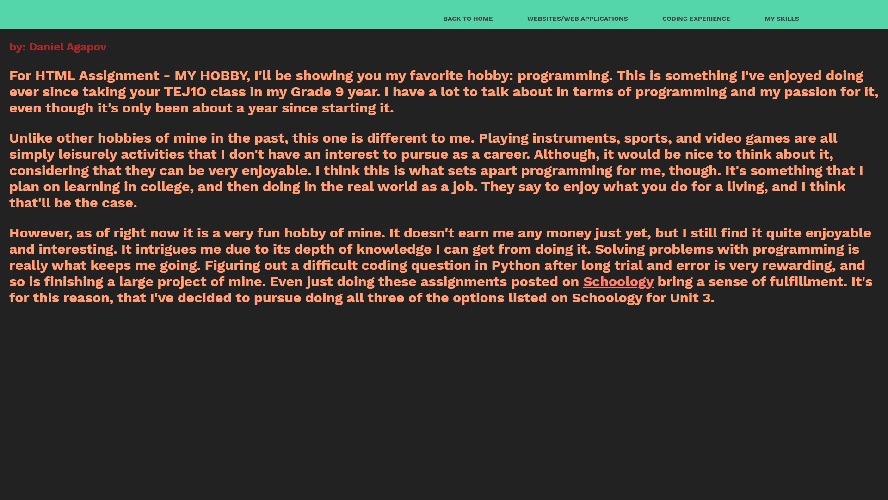 BACK TO HOME WEBSITES/WEB APPLICATIONS CODING EXPERIENCE MY SKILLS
by: Daniel Agapov
For HTML Assignment - MY HOBBY, I'll be showing you my favorite hobby: programming. This is something I've enjoyed doing
ever since taking your TEJ1O class in my Grade 9 year. I have a lot to talk about in terms of programming and my passion for it,
even though it's only been about a year since starting it.
Unlike other hobbies of mine in the past, this one is different to me. Playing instruments, sports, and video games are all
simply leisurely activities that I don't have an interest to pursue as a career. Although, it would be nice to think about it,
considering that they can be very enjoyable. I think this is what sets apart programming for me, though. It's something that I
plan on learning in college, and then doing in the real world as a job. They say to enjoy what you do for a living, and I think
that'll be the case.
However, as of right now it is a very fun hobby of mine. It doesn't earn me any money just yet, but I still find it quite enjoyable
and interesting. It intrigues me due to its depth of knowledge I can get from doing it. Solving problems with programming is
really what keeps me going. Figuring out a difficult coding question in Python after long trial and error is very rewarding, and
so is finishing a large project of mine. Even just doing these assignments posted on Schoology bring a sense of fulfillment. It's
for this reason, that I've decided to pursue doing all three of the options listed on Schoology for Unit 3.